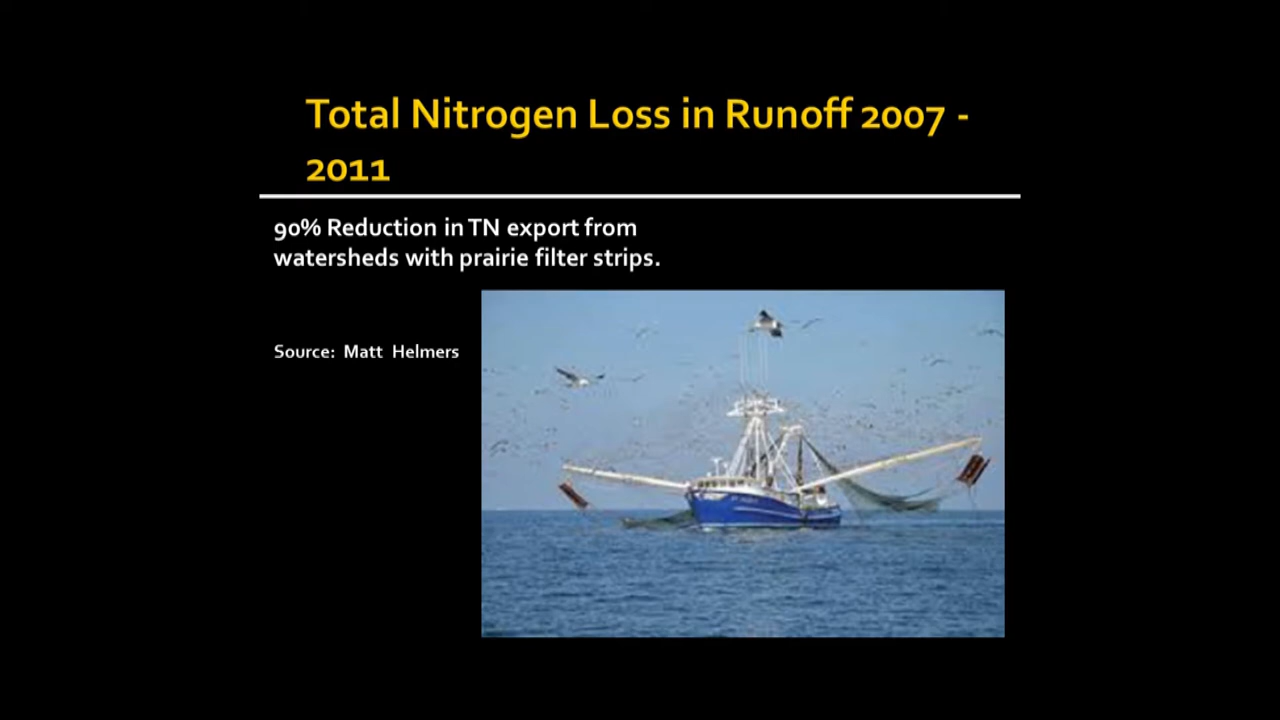 Total Nitrogen Loss in Runoff 2007 -
2011
90% Reduction in TN export from
watersheds with prairie filter strips.
Source: Matt Helmers